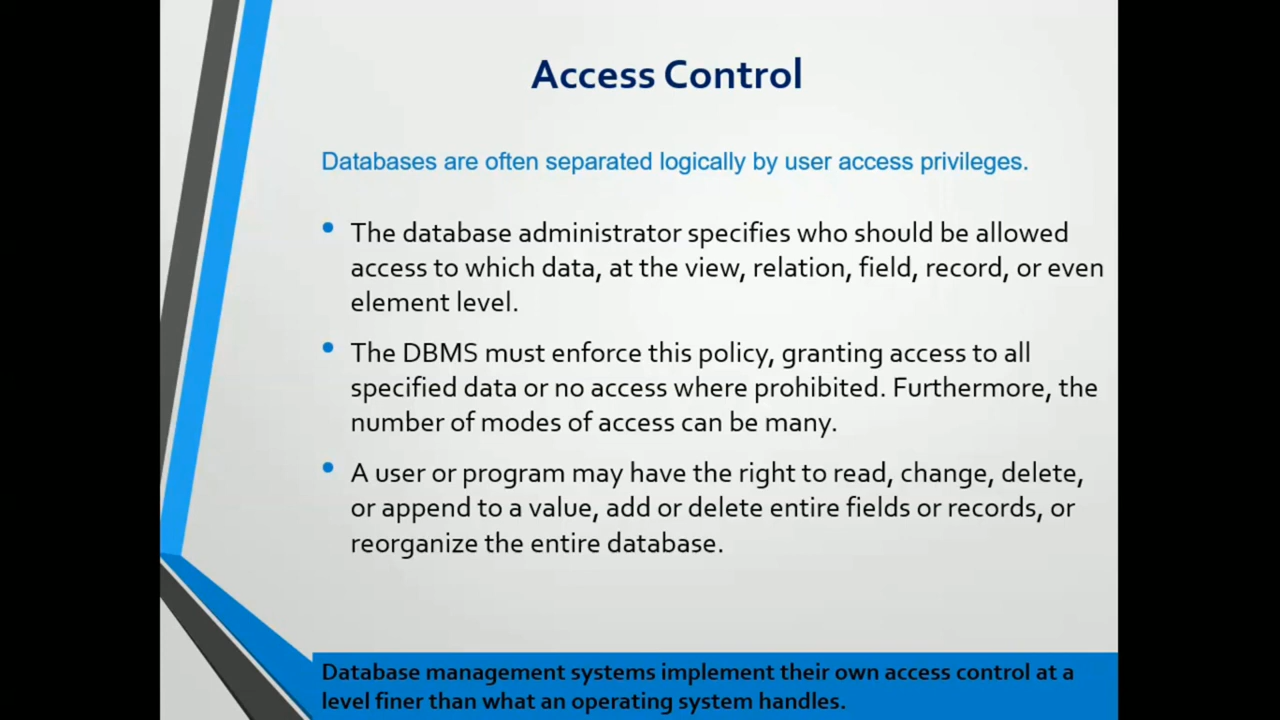 Access Control
Databases are often separated logically by user access privileges.
• The database administrator specifies who should be allowed
access to which data, at the view, relation, field, record, or even
element level.
• The DBMS must enforce this policy, granting access to all
specified data or no access where prohibited. Furthermore, the
number of modes of access can be many.
• A user or program may have the right to read, change, delete,
or append to a value, add or delete entire fields or records, or
reorganize the entire database.
Database management systems implement their own access control at a
level finer than what an operating system handles.